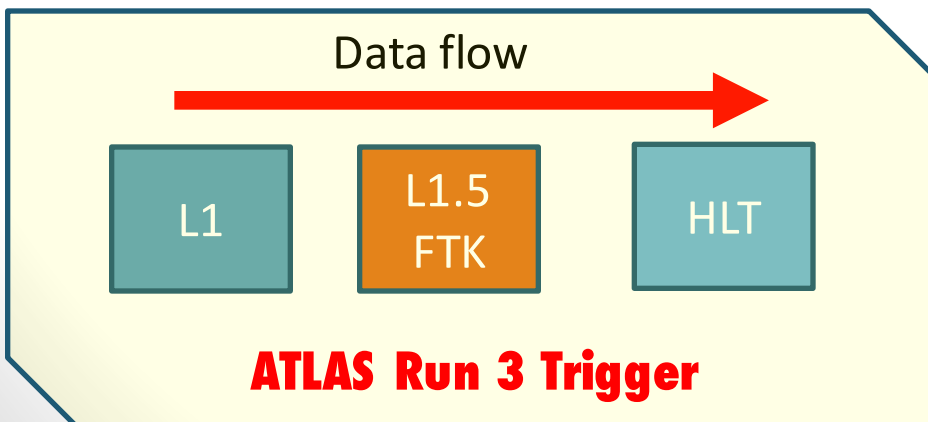 Data flow
L1
L1.5
FTK
HLT
ATLAS Run 3 Trigger